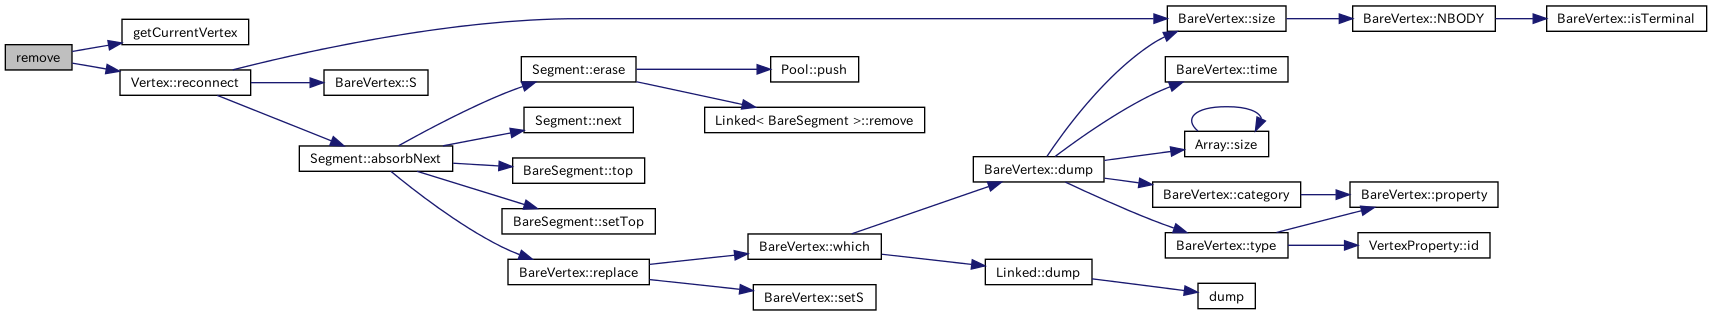 remove
getCurrentVertex
Vertex::reconnect
BareVertex::S
Segment::absorbNext
Segment::erase
Segment::next
BareSegment::top
BareSegment::setTop
BareVertex::replace
Pool::push
Linked< BareSegment >::remove
BareVertex::which
BareVertex::setS
BareVertex::dump
Linked::dump
BareVertex::size
BareVertex::time
Array::size
BareVertex::category
BareVertex::type
dump
BareVertex::NBODY
BareVertex::property
VertexProperty::id
BareVertex::isTerminal